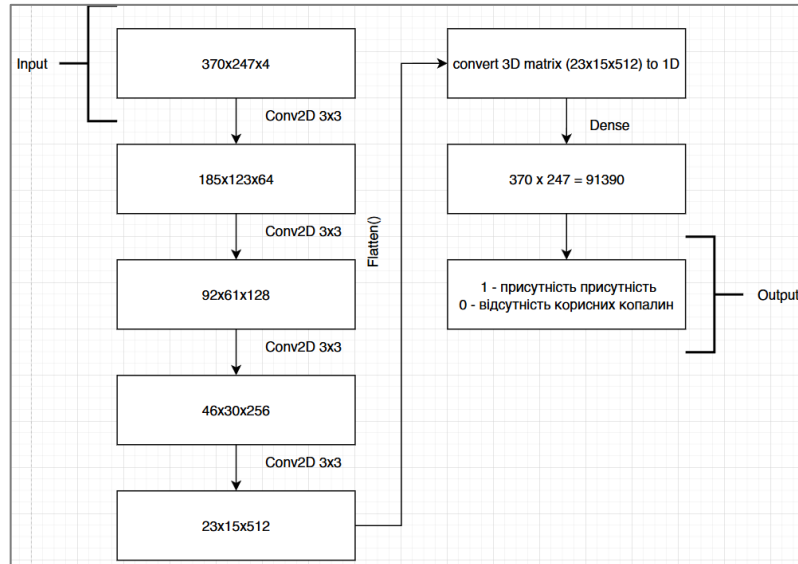 Input
370x247x4
Conv2D 3x3
185x123x64
Conv2D 3x3
92x61x128
Conv2D 3x3
46x30x256
Conv2D 3x3
23x15x512
Flatten()
convert 3D matrix (23x15x512) to 1D
Dense
370 x 247 = 91390
1 - присутність присутність
0 - відсутність корисних копалин
Output